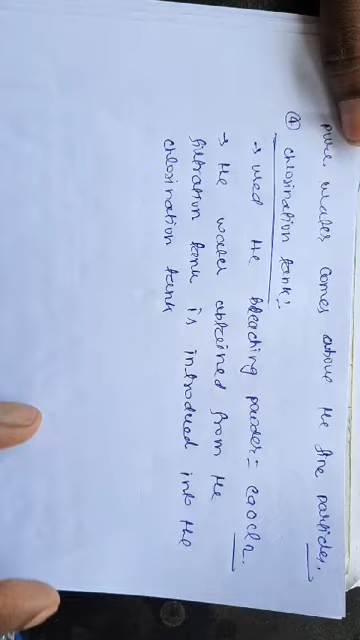 pure water comes above the fine particles.
④ chlorination tank:-
→ used the bleaching powder = caocl2.
→ the water obtained from the
filtration tank is introduced into the
chlorination tank